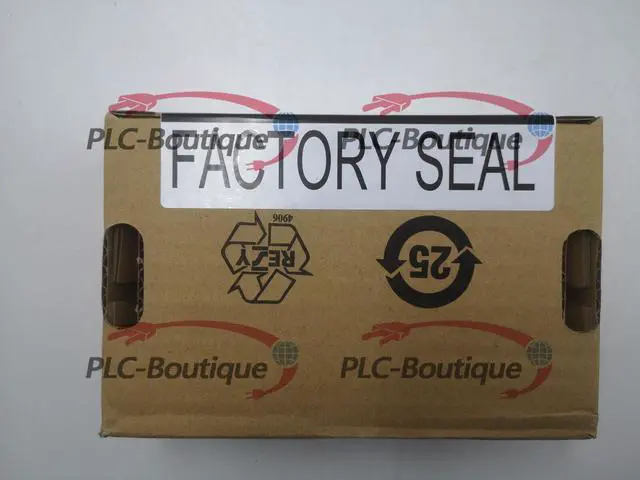 PLC-Boutique
PLC-Boutique
FACTORY SEAL
4906
RESY
25
PLC-Boutique
PLC-Boutique